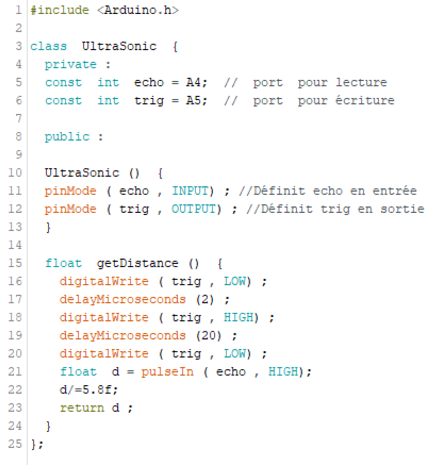 1 #include <Arduino.h>
2
3 class UltraSonic {
4 private :
5 const int echo = A4; // port pour lecture
6 const int trig = A5; // port pour écriture
7
8 public :
9
10 UltraSonic () {
11 pinMode ( echo , INPUT) ; //Définit echo en entrée
12 pinMode ( trig , OUTPUT) ; //Définit trig en sortie
13 }
14
15 float getDistance () {
16 digitalWrite ( trig , LOW) ;
17 delayMicroseconds (2) ;
18 digitalWrite ( trig , HIGH) ;
19 delayMicroseconds (20) ;
20 digitalWrite ( trig , LOW) ;
21 float d = pulseIn ( echo , HIGH);
22 d/=5.8f;
23 return d ;
24 }
25 };